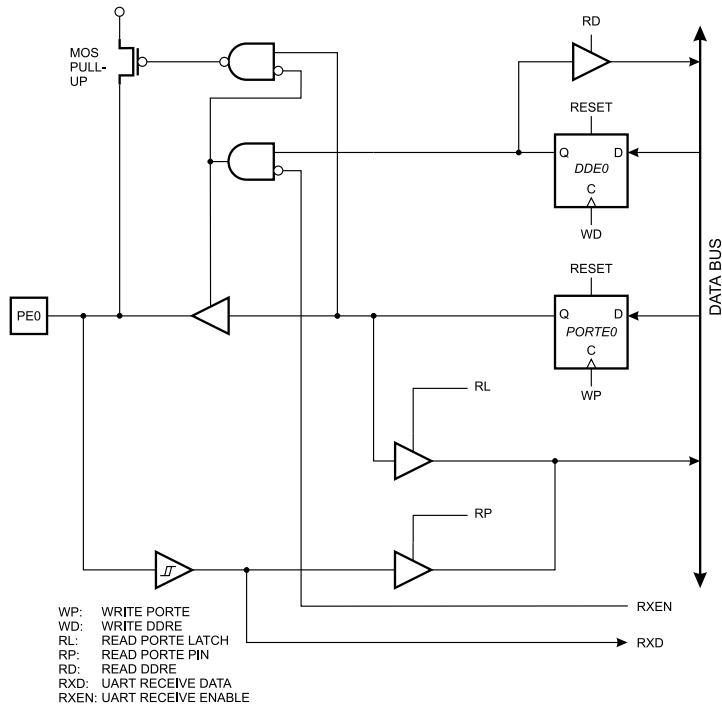 RD
MOS
PULL-
UP
RESET
Q D
DDE0
C
WD
RESET
PE0
Q D
PORTE0
C
WP
DATA BUS
RL
RP
RXEN
RXD
WP: WRITE PORTE
WD: WRITE DDRE
RL: READ PORTE LATCH
RP: READ PORTE PIN
RD: READ DDRE
RXD: UART RECEIVE DATA
RXEN: UART RECEIVE ENABLE